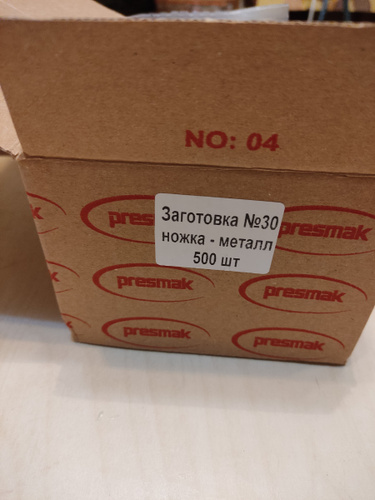 NO: 04
presmak
Заготовка №30
ножка - металл
500 шт
presmak
presmak
presmak
presmak
presmak